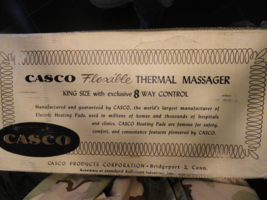 CASCO Flexible THERMAL MASSAGER
KING SIZE with exclusive 8 WAY CONTROL
Manufactured and guaranteed by CASCO, the world's largest manufacturer of
Electric Heating Pads, used in millions of homes and thousands of hospitals
and clinics. CASCO Heating Pads are famous for safety,
comfort, and convenience features pioneered by CASCO.
CASCO
CASCO PRODUCTS CORPORATION • Bridgeport 2, Conn.